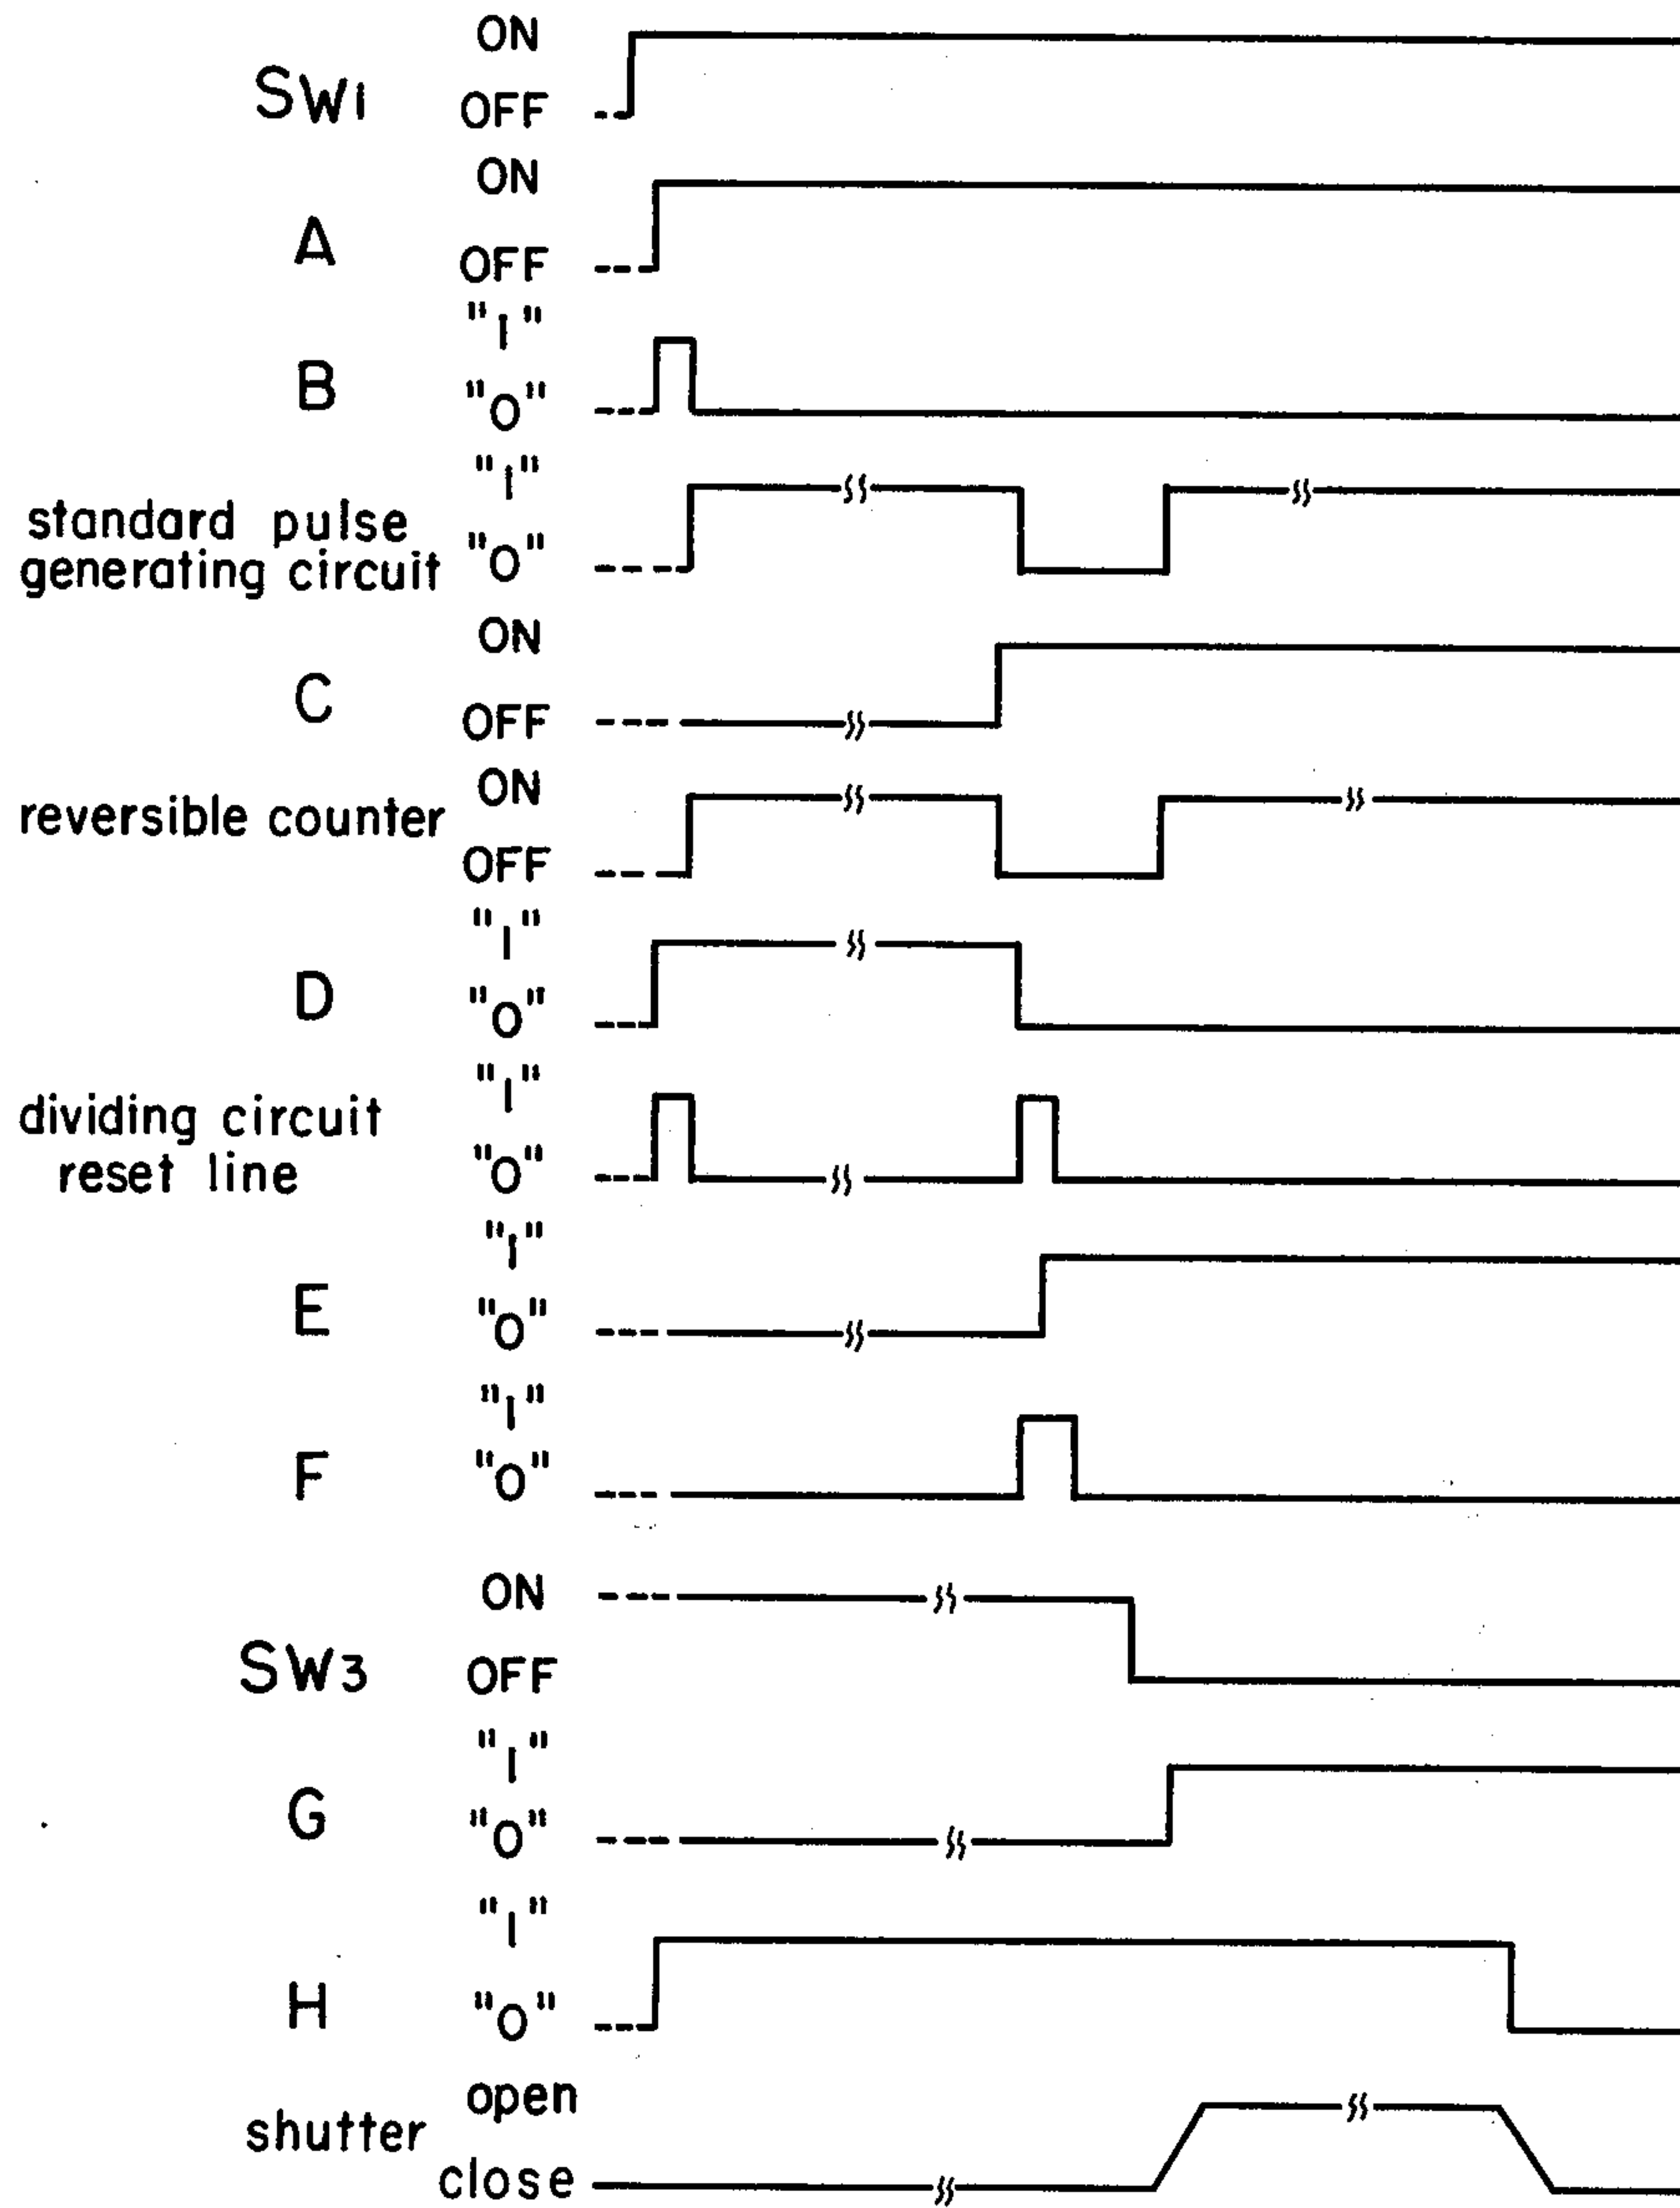 ON
SW1
OFF
ON
A
OFF
"1"
B
"0"
"1"
standard pulse
generating circuit
"0"
ON
C
OFF
ON
reversible counter
OFF
"1"
D
"0"
"1"
dividing circuit
reset line
"0"
"1"
E
"0"
"1"
F
"0"
ON
SW3
OFF
"1"
G
"0"
"1"
H
"0"
open
shutter
close